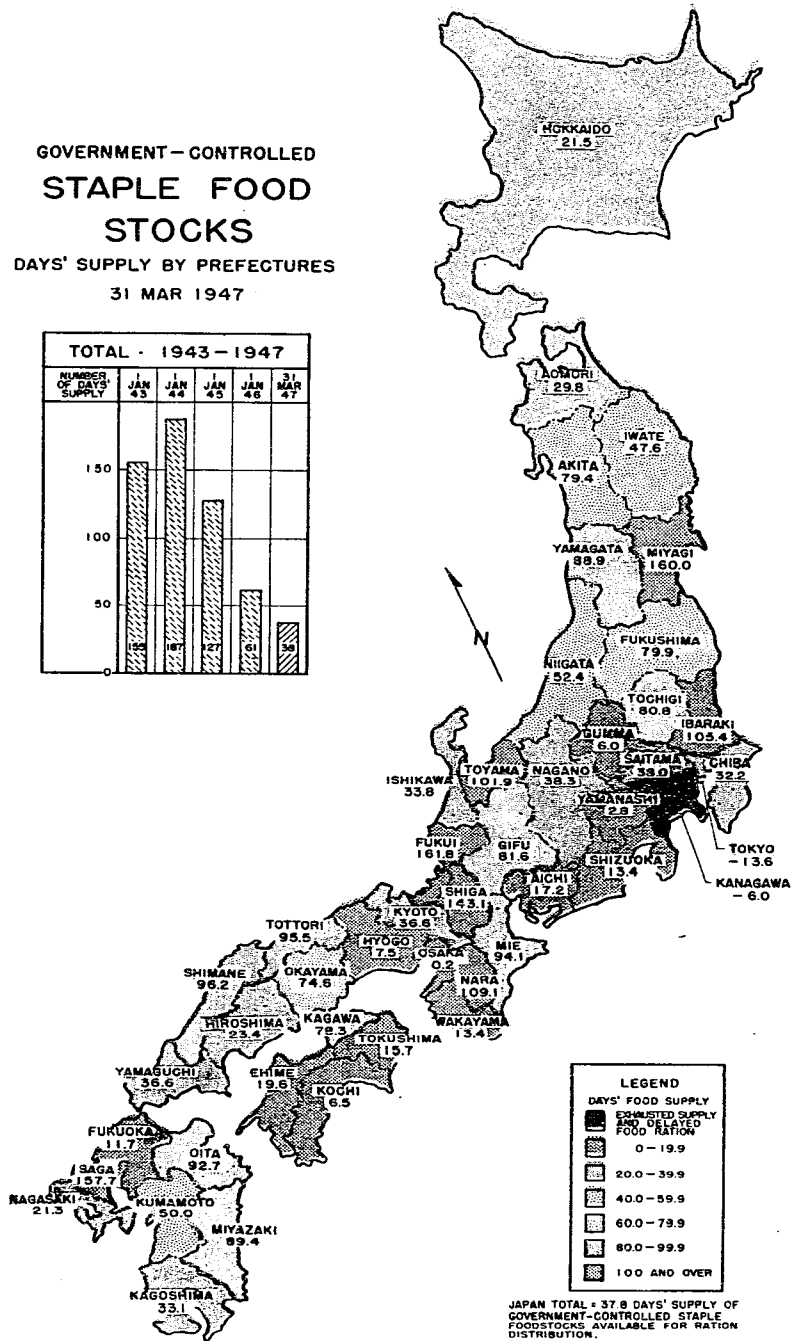 GOVERNMENT-CONTROLLED
STAPLE FOOD
STOCKS
DAYS' SUPPLY BY PREFECTURES
31 MAR 1947
TOTAL - 1943-1947
NUMBER OF DAYS' SUPPLY
1 JAN 43
1 JAN 44
1 JAN 45
1 JAN 46
31 MAR 47
150
100
50
0
155
187
127
61
38
N
HOKKAIDO
21.5
AOMORI
29.8
IWATE
47.6
AKITA
79.4
YAMAGATA
88.9
MIYAGI
160.0
FUKUSHIMA
79.9
NIIGATA
52.4
TOCHIGI
80.8
IBARAKI
105.4
GUMMA
6.0
SAITAMA
38.0
CHIBA
32.2
ISHIKAWA
33.8
TOYAMA
101.9
NAGANO
38.3
YAMANASHI
2.8
TOKYO
-13.6
KANAGAWA
-6.0
FUKUI
161.8
GIFU
81.6
SHIZUOKA
13.4
AICHI
17.2
SHIGA
143.1
KYOTO
36.6
TOTTORI
95.5
HYOGO
7.5
OSAKA
0.2
MIE
94.1
NARA
109.1
WAKAYAMA
13.4
SHIMANE
96.2
OKAYAMA
74.6
HIROSHIMA
23.4
KAGAWA
78.3
TOKUSHIMA
15.7
YAMAGUCHI
36.6
EHIME
19.6
KOCHI
6.5
FUKUOKA
11.7
OITA
92.7
SAGA
157.7
NAGASAKI
21.3
KUMAMOTO
50.0
MIYAZAKI
89.4
KAGOSHIMA
33.1
LEGEND
DAYS' FOOD SUPPLY
EXHAUSTED SUPPLY
AND DELAYED
FOOD RATION
0-19.9
20.0-39.9
40.0-59.9
60.0-79.9
80.0-99.9
100 AND OVER
JAPAN TOTAL = 37.8 DAYS' SUPPLY OF
GOVERNMENT-CONTROLLED STAPLE
FOODSTOCKS AVAILABLE FOR RATION
DISTRIBUTION.